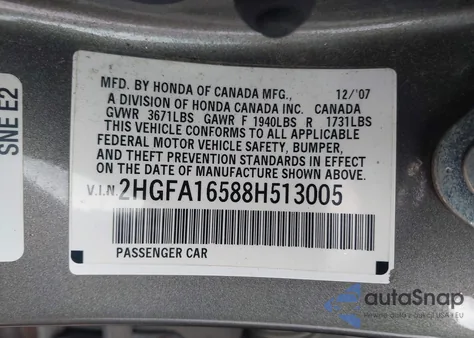 SNE E2
MFD. BY HONDA OF CANADA MFG., 12/'07
A DIVISION OF HONDA CANADA INC. CANADA
GVWR 3671LBS GAWR F 1940LBS R 1731LBS
THIS VEHICLE CONFORMS TO ALL APPLICABLE
FEDERAL MOTOR VEHICLE SAFETY, BUMPER,
AND THEFT PREVENTION STANDARDS IN EFFECT
ON THE DATE OF MANUFACTURE SHOWN ABOVE.
V.I.N. 2HGFA16588H513005
PASSENGER CAR
autoSnap